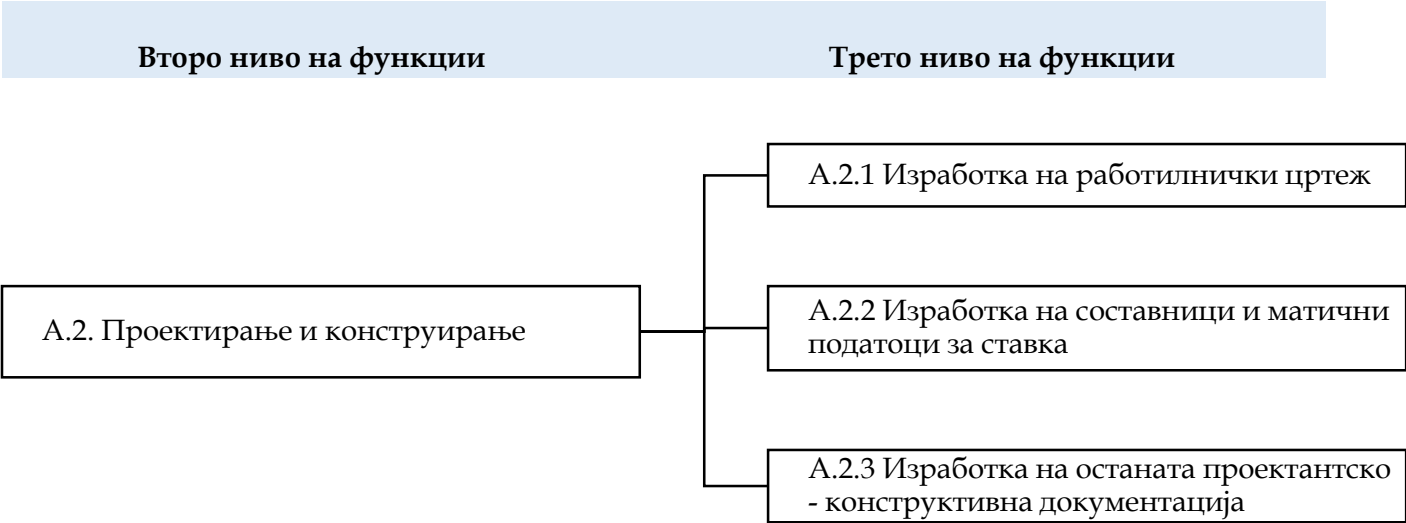 Второ ниво на функции
Трето ниво на функции
А.2.1 Изработка на работилнички цртеж
А.2. Проектирање и конструирање
А.2.2 Изработка на составници и матични
податоци за ставка
А.2.3 Изработка на останата проектантско
- конструктивна документација